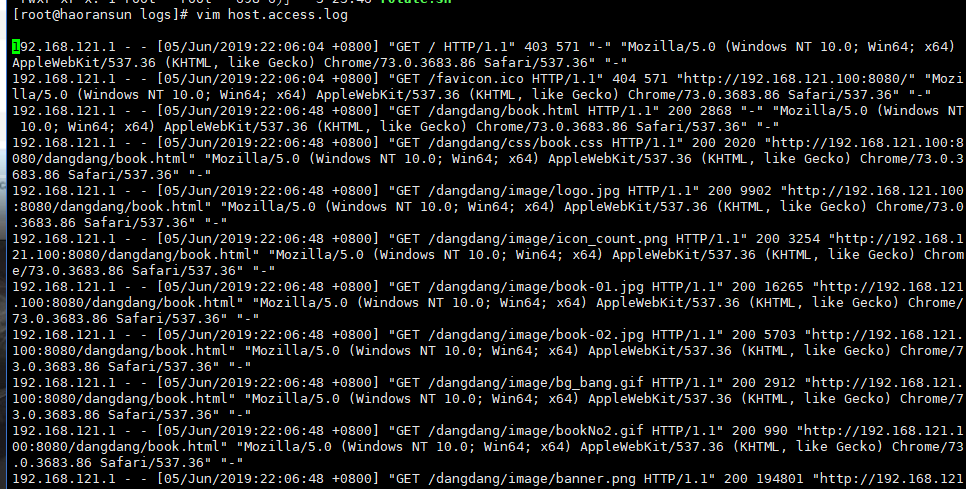 [root@haoransun logs]# vim host.access.log
192.168.121.1 - - [05/Jun/2019:22:06:04 +0800] "GET / HTTP/1.1" 403 571 "-" "Mozilla/5.0 (Windows NT 10.0; Win64; x64)
AppleWebKit/537.36 (KHTML, like Gecko) Chrome/73.0.3683.86 Safari/537.36" "-"
192.168.121.1 - - [05/Jun/2019:22:06:04 +0800] "GET /favicon.ico HTTP/1.1" 404 571 "http://192.168.121.100:8080/" "Mozi
lla/5.0 (Windows NT 10.0; Win64; x64) AppleWebKit/537.36 (KHTML, like Gecko) Chrome/73.0.3683.86 Safari/537.36" "-"
192.168.121.1 - - [05/Jun/2019:22:06:48 +0800] "GET /dangdang/book.html HTTP/1.1" 200 2868 "-" "Mozilla/5.0 (Windows NT
10.0; Win64; x64) AppleWebKit/537.36 (KHTML, like Gecko) Chrome/73.0.3683.86 Safari/537.36" "-"
192.168.121.1 - - [05/Jun/2019:22:06:48 +0800] "GET /dangdang/css/book.css HTTP/1.1" 200 2020 "http://192.168.121.100:8
080/dangdang/book.html" "Mozilla/5.0 (Windows NT 10.0; Win64; x64) AppleWebKit/537.36 (KHTML, like Gecko) Chrome/73.0.3
683.86 Safari/537.36" "-"
192.168.121.1 - - [05/Jun/2019:22:06:48 +0800] "GET /dangdang/image/logo.jpg HTTP/1.1" 200 9902 "http://192.168.121.100
:8080/dangdang/book.html" "Mozilla/5.0 (Windows NT 10.0; Win64; x64) AppleWebKit/537.36 (KHTML, like Gecko) Chrome/73.0
.3683.86 Safari/537.36" "-"
192.168.121.1 - - [05/Jun/2019:22:06:48 +0800] "GET /dangdang/image/icon_count.png HTTP/1.1" 200 3254 "http://192.168.1
21.100:8080/dangdang/book.html" "Mozilla/5.0 (Windows NT 10.0; Win64; x64) AppleWebKit/537.36 (KHTML, like Gecko) Chrom
e/73.0.3683.86 Safari/537.36" "-"
192.168.121.1 - - [05/Jun/2019:22:06:48 +0800] "GET /dangdang/image/book-01.jpg HTTP/1.1" 200 16265 "http://192.168.121
.100:8080/dangdang/book.html" "Mozilla/5.0 (Windows NT 10.0; Win64; x64) AppleWebKit/537.36 (KHTML, like Gecko) Chrome/
73.0.3683.86 Safari/537.36" "-"
192.168.121.1 - - [05/Jun/2019:22:06:48 +0800] "GET /dangdang/image/book-02.jpg HTTP/1.1" 200 5703 "http://192.168.121.
100:8080/dangdang/book.html" "Mozilla/5.0 (Windows NT 10.0; Win64; x64) AppleWebKit/537.36 (KHTML, like Gecko) Chrome/7
3.0.3683.86 Safari/537.36" "-"
192.168.121.1 - - [05/Jun/2019:22:06:48 +0800] "GET /dangdang/image/bg_bang.gif HTTP/1.1" 200 2912 "http://192.168.121.
100:8080/dangdang/book.html" "Mozilla/5.0 (Windows NT 10.0; Win64; x64) AppleWebKit/537.36 (KHTML, like Gecko) Chrome/7
3.0.3683.86 Safari/537.36" "-"
192.168.121.1 - - [05/Jun/2019:22:06:48 +0800] "GET /dangdang/image/bookNo2.gif HTTP/1.1" 200 990 "http://192.168.121.1
00:8080/dangdang/book.html" "Mozilla/5.0 (Windows NT 10.0; Win64; x64) AppleWebKit/537.36 (KHTML, like Gecko) Chrome/73
.0.3683.86 Safari/537.36" "-"
192.168.121.1 - - [05/Jun/2019:22:06:48 +0800] "GET /dangdang/image/banner.png HTTP/1.1" 200 194801 "http://192.168.121